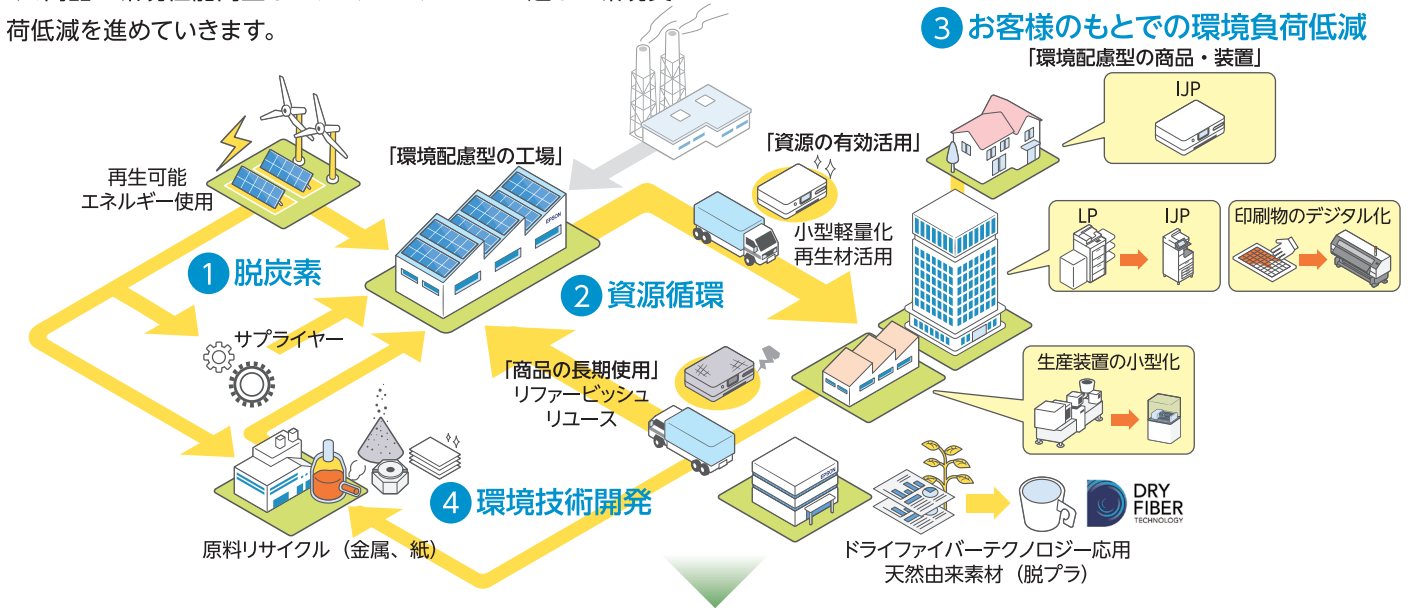 荷低減を進めていきます。
3 お客様のもとでの環境負荷低減
「環境配慮型の商品・装置」
IJP
「資源の有効活用」
「環境配慮型の工場」
再生可能
エネルギー使用
EPSON
LP
IJP
印刷物のデジタル化
小型軽量化
再生材活用
1 脱炭素
2 資源循環
サプライヤー
「商品の長期使用」
リファービッシュ
リユース
生産装置の小型化
4 環境技術開発
EPSON
DRY
FIBER
TECHNOLOGY
原料リサイクル（金属、紙）
ドライファイバーテクノロジー応用
天然由来素材（脱プラ）